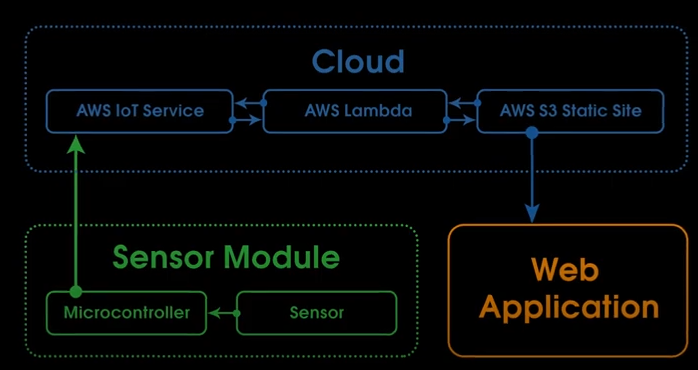 Cloud
AWS IoT Service
AWS Lambda
AWS S3 Static Site
Sensor Module
Microcontroller
Sensor
Web
Application